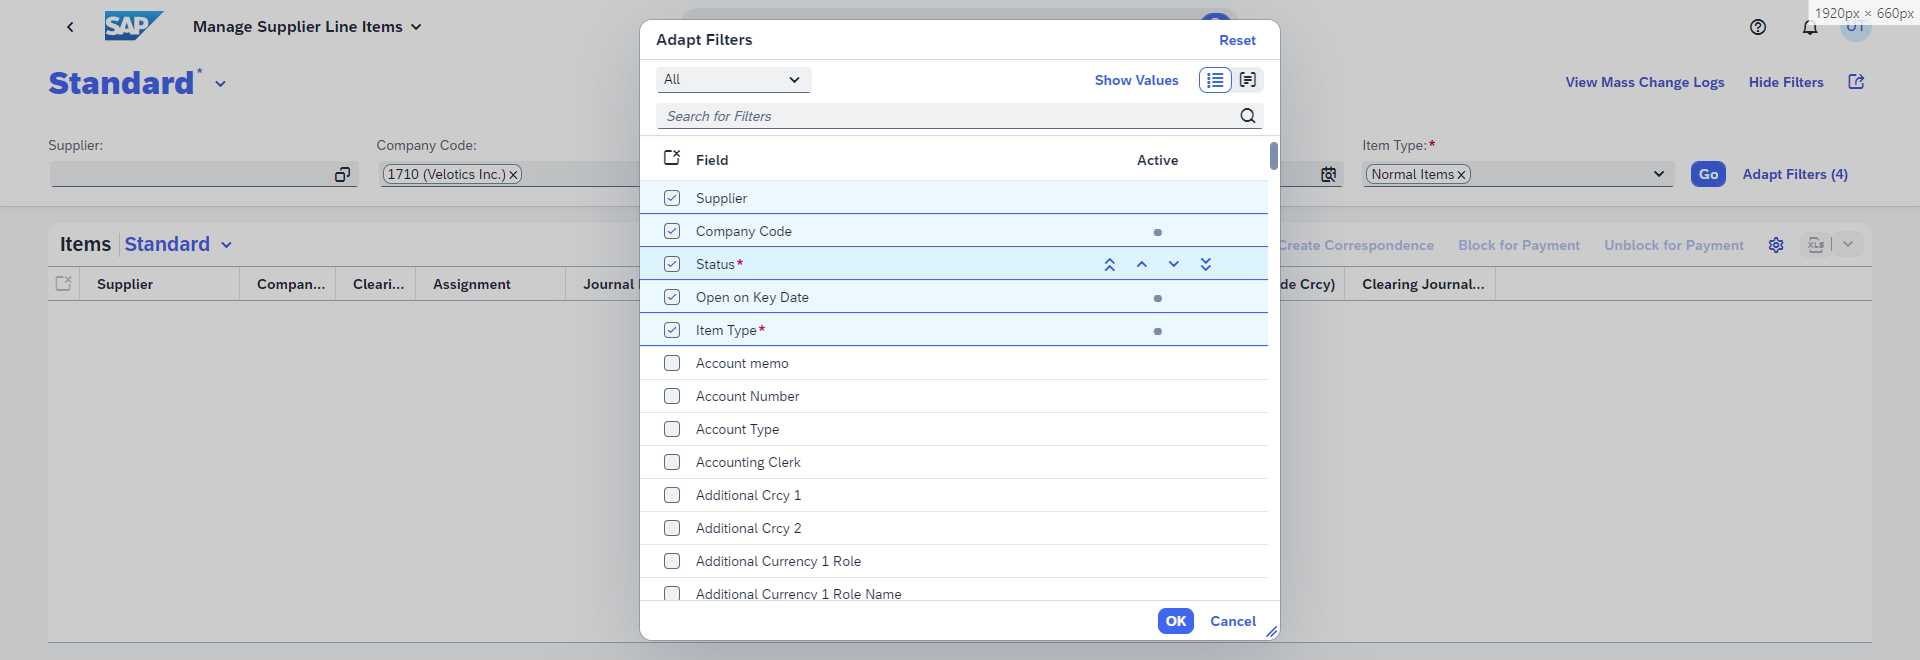 SAP Manage Supplier Line Items
1920px × 660px
Standard*
View Mass Change Logs Hide Filters
Supplier:
Company Code:
1710 (Velotics Inc.)
Item Type:*
Normal Items
Go Adapt Filters (4)
Items Standard
Create Correspondence Block for Payment Unblock for Payment
Supplier Compan... Cleari... Assignment Journal
de Crcy) Clearing Journal...
Adapt Filters Reset
All Show Values
Search for Filters
Field Active
Supplier
Company Code
Status*
Open on Key Date
Item Type*
Account memo
Account Number
Account Type
Accounting Clerk
Additional Crcy 1
Additional Crcy 2
Additional Currency 1 Role
Additional Currency 1 Role Name
OK Cancel